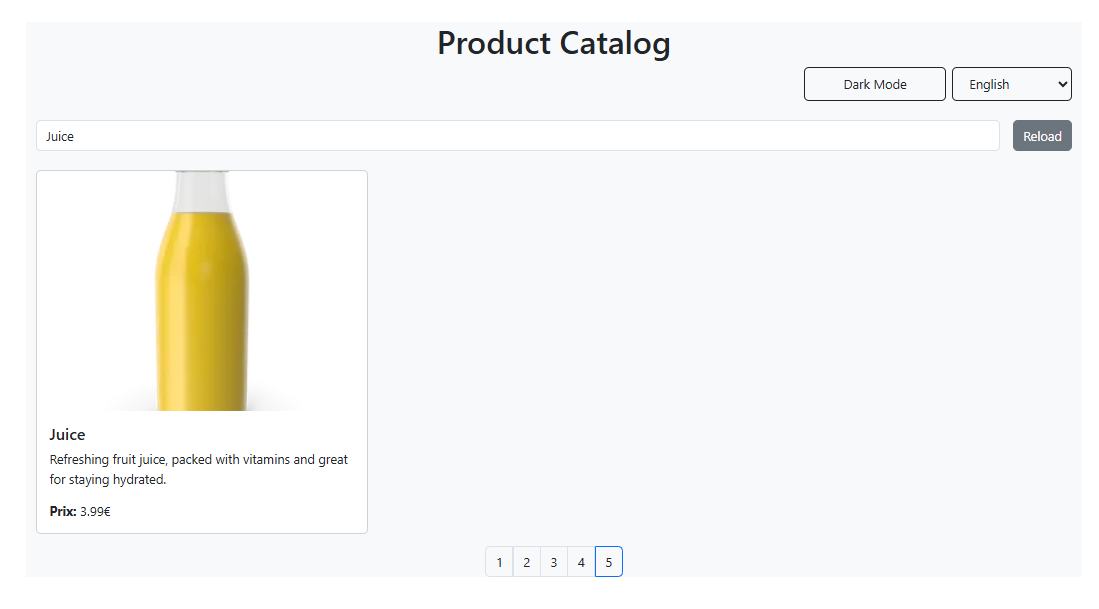 Product Catalog
Dark Mode
English
Juice
Reload
Juice
Refreshing fruit juice, packed with vitamins and great
for staying hydrated.
Prix: 3.99€
1 2 3 4 5